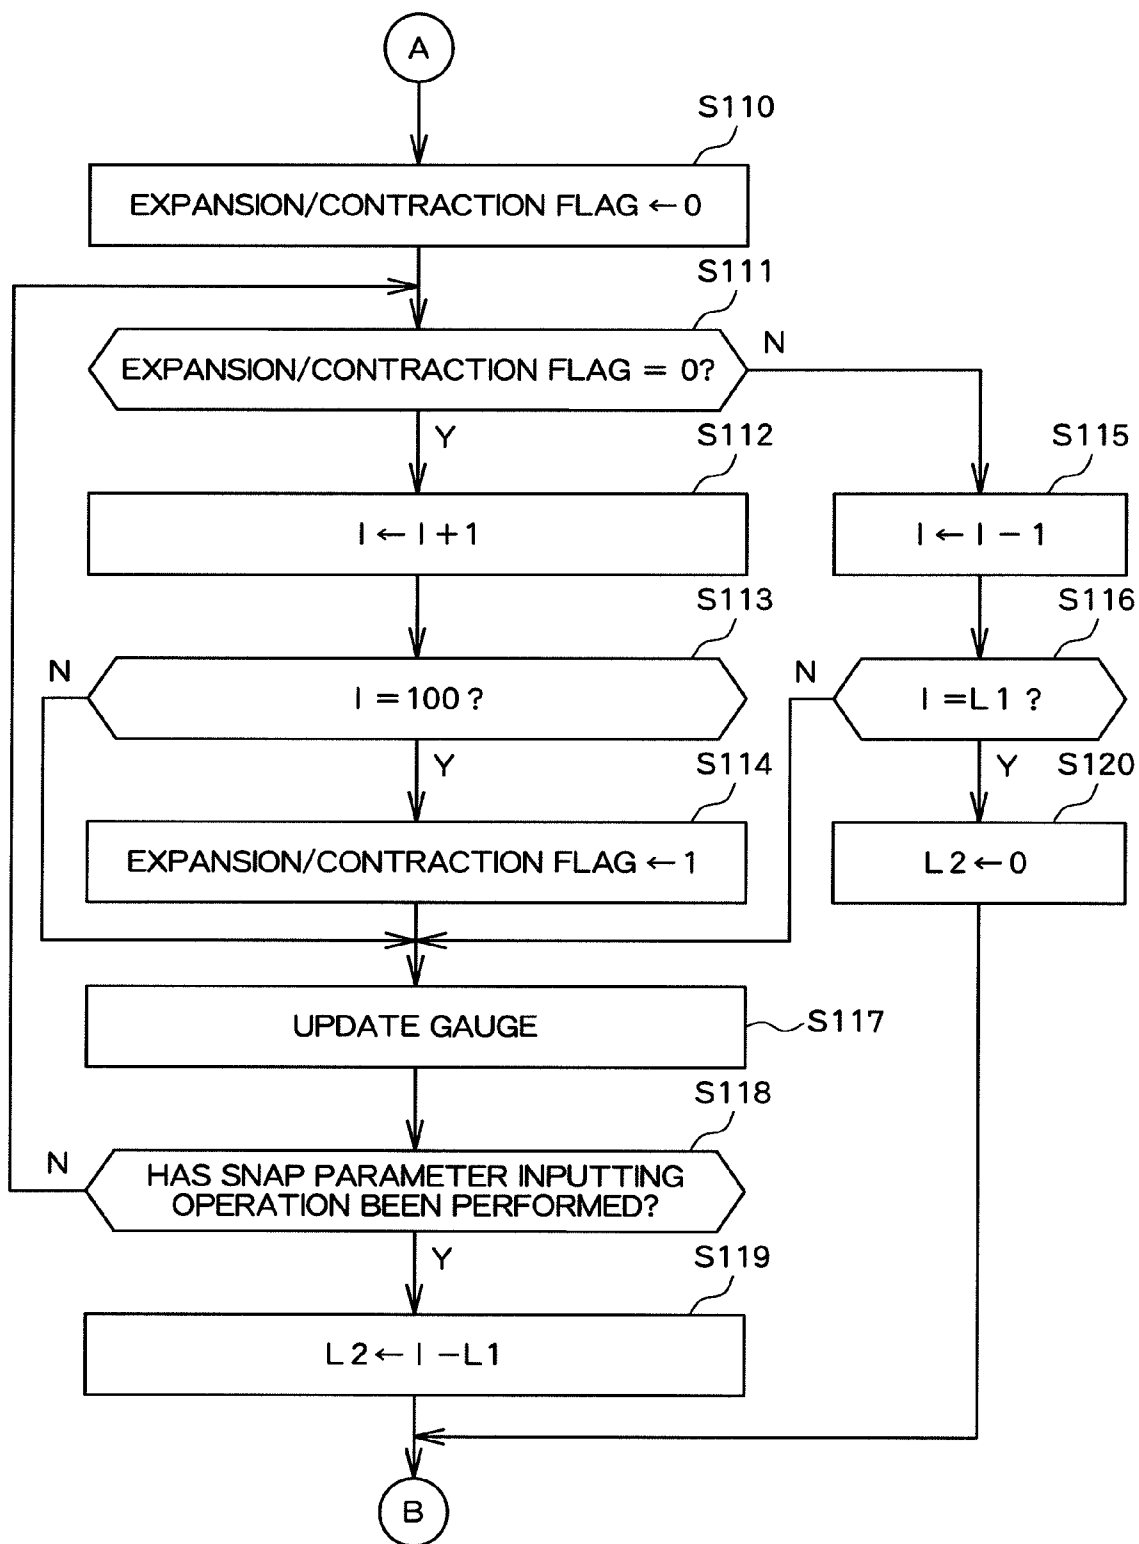 A
S110
EXPANSION/CONTRACTION FLAG ← 0
S111
EXPANSION/CONTRACTION FLAG = 0?
N
Y
S112
I ← I + 1
S115
I ← I - 1
S113
I = 100 ?
N
Y
S116
I = L1 ?
N
Y
S114
EXPANSION/CONTRACTION FLAG ← 1
S120
L2 ← 0
UPDATE GAUGE
S117
S118
HAS SNAP PARAMETER INPUTTING
OPERATION BEEN PERFORMED?
N
Y
S119
L2 ← I - L1
B